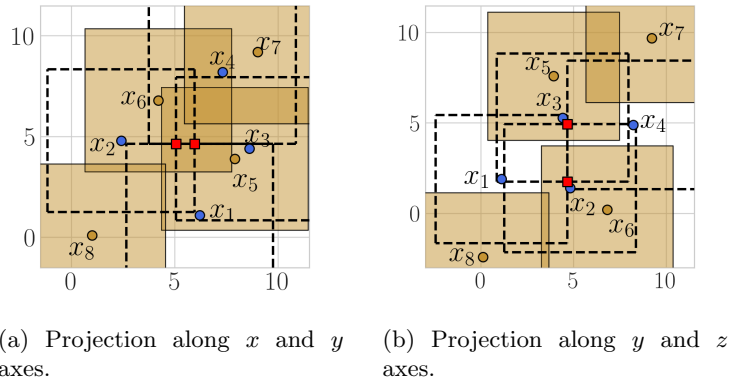 10
5
0
0
5
10
x₇
x₄
x₆
x₃
x₂
x₅
x₁
x₈
10
5
0
0
5
10
x₇
x₅
x₃
x₄
x₁
x₂
x₆
x₈
(a) Projection along x and y
axes.
(b) Projection along y and z
axes.